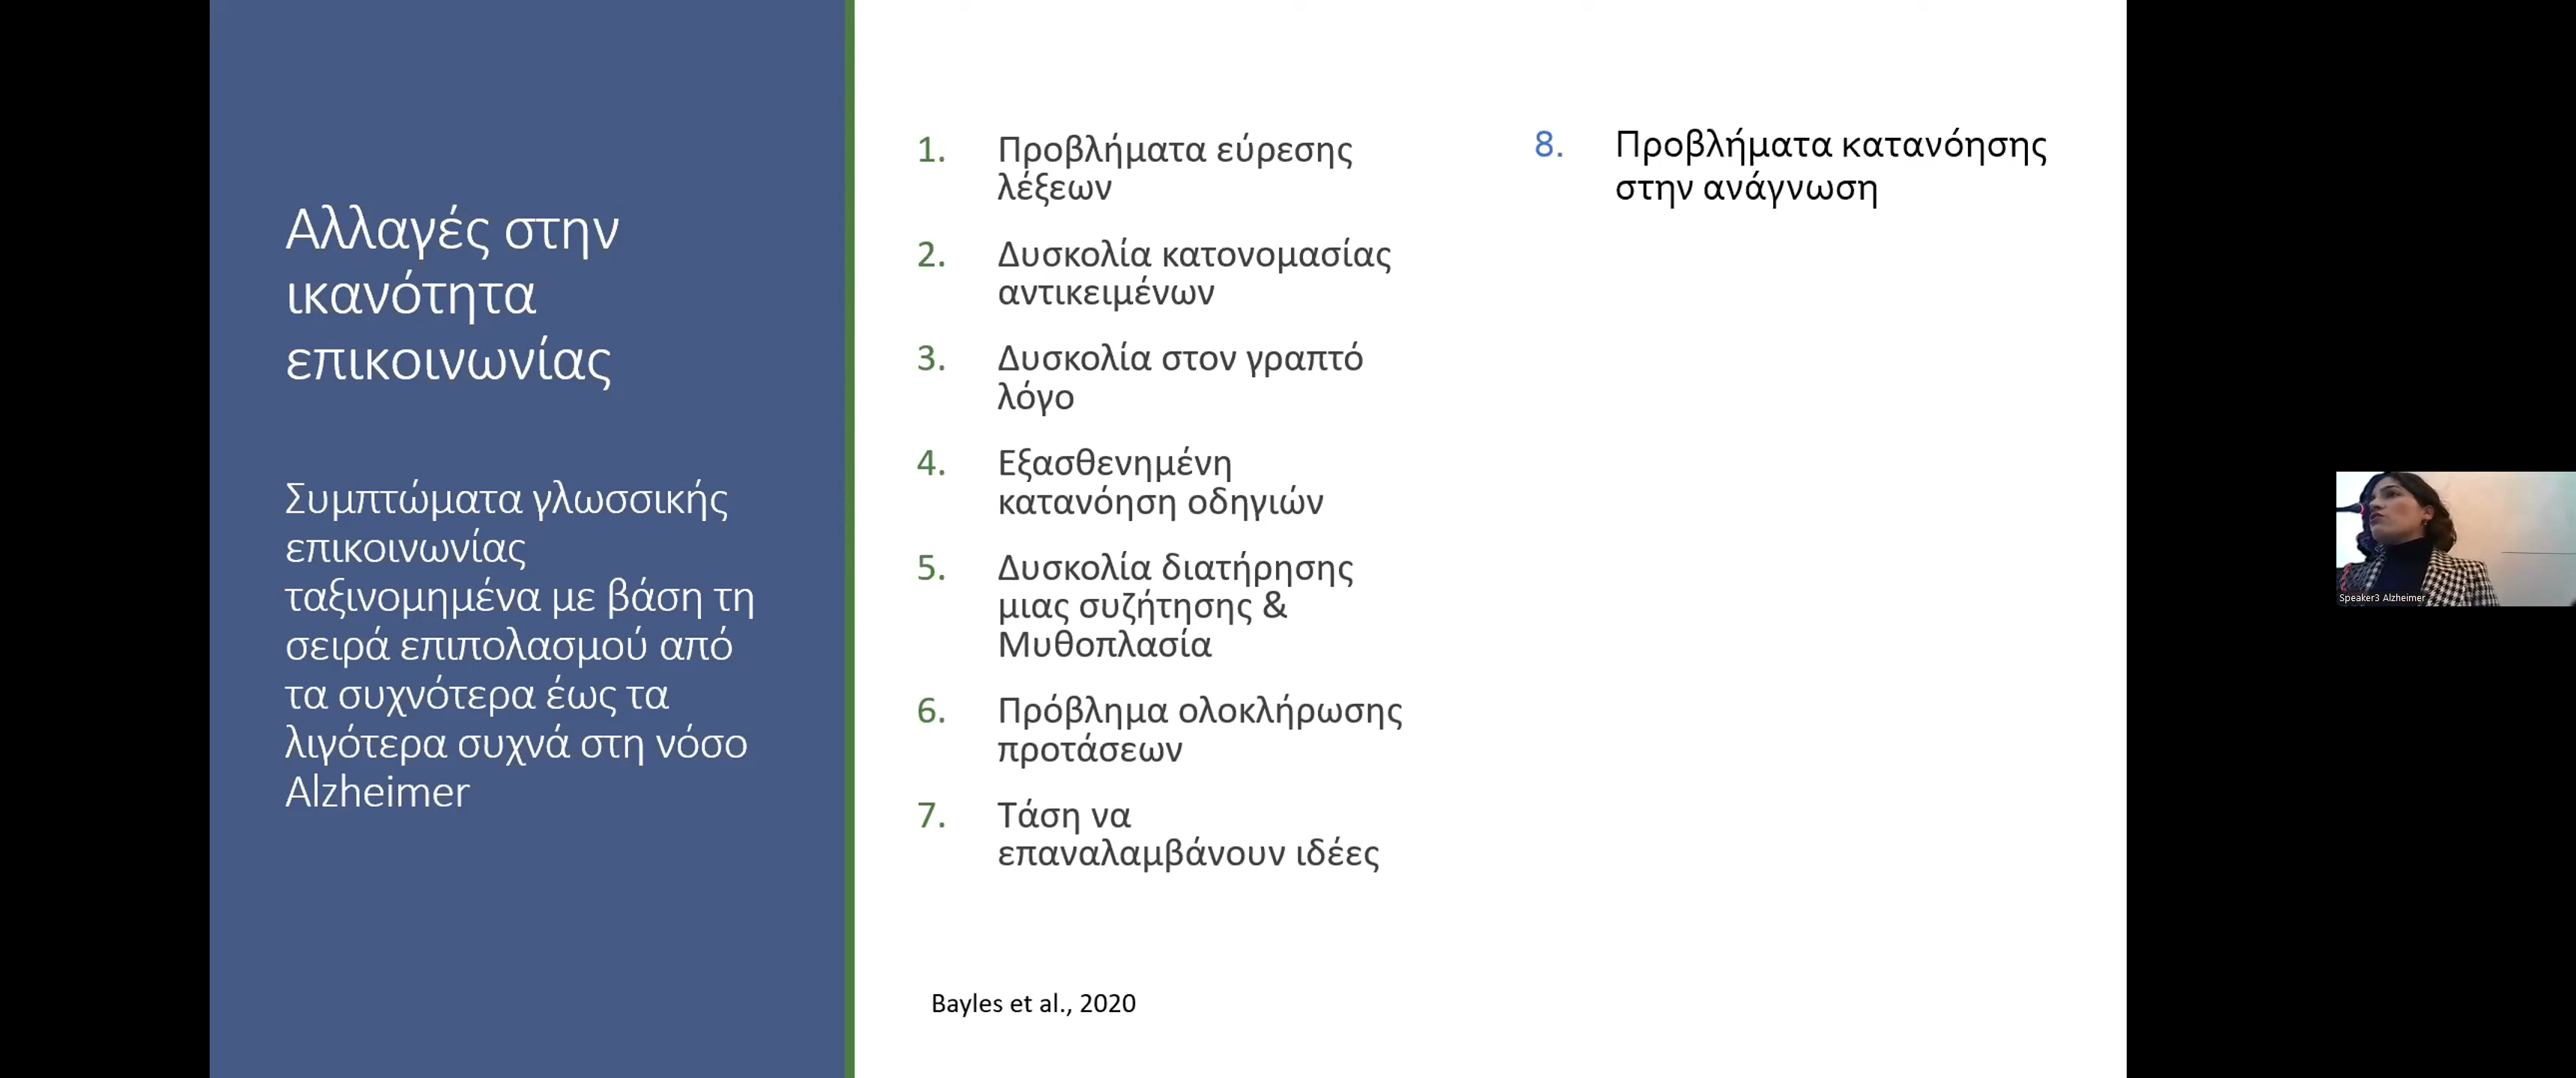 Αλλαγές στην
ικανότητα
επικοινωνίας
Συμπτώματα γλωσσικής
επικοινωνίας
ταξινομημένα με βάση τη
σειρά επιπολασμού από
τα συχνότερα έως τα
λιγότερα συχνά στη νόσο
Alzheimer
1. Προβλήματα εύρεσης
λέξεων
2. Δυσκολία κατονομασίας
αντικειμένων
3. Δυσκολία στον γραπτό
λόγο
4. Εξασθενημένη
κατανόηση οδηγιών
5. Δυσκολία διατήρησης
μιας συζήτησης &
Μυθοπλασία
6. Πρόβλημα ολοκλήρωσης
προτάσεων
7. Τάση να
επαναλαμβάνουν ιδέες
8. Προβλήματα κατανόησης
στην ανάγνωση
Bayles et al., 2020
Speaker3 Alzheimer